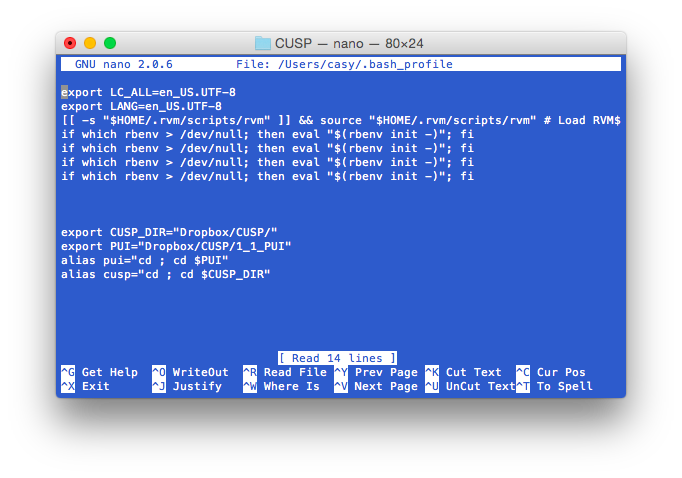 CUSP — nano — 80×24
GNU nano 2.0.6 File: /Users/casy/.bash_profile
export LC_ALL=en_US.UTF-8
export LANG=en_US.UTF-8
[[ -s "$HOME/.rvm/scripts/rvm" ]] && source "$HOME/.rvm/scripts/rvm" # Load RVM$
if which rbenv > /dev/null; then eval "$(rbenv init -)"; fi
if which rbenv > /dev/null; then eval "$(rbenv init -)"; fi
if which rbenv > /dev/null; then eval "$(rbenv init -)"; fi
if which rbenv > /dev/null; then eval "$(rbenv init -)"; fi
export CUSP_DIR="Dropbox/CUSP/"
export PUI="Dropbox/CUSP/1_1_PUI"
alias pui="cd ; cd $PUI"
alias cusp="cd ; cd $CUSP_DIR"
[ Read 14 lines ]
^G Get Help ^O WriteOut ^R Read File ^Y Prev Page ^K Cut Text ^C Cur Pos
^X Exit ^J Justify ^W Where Is ^V Next Page ^U UnCut Text^T To Spell